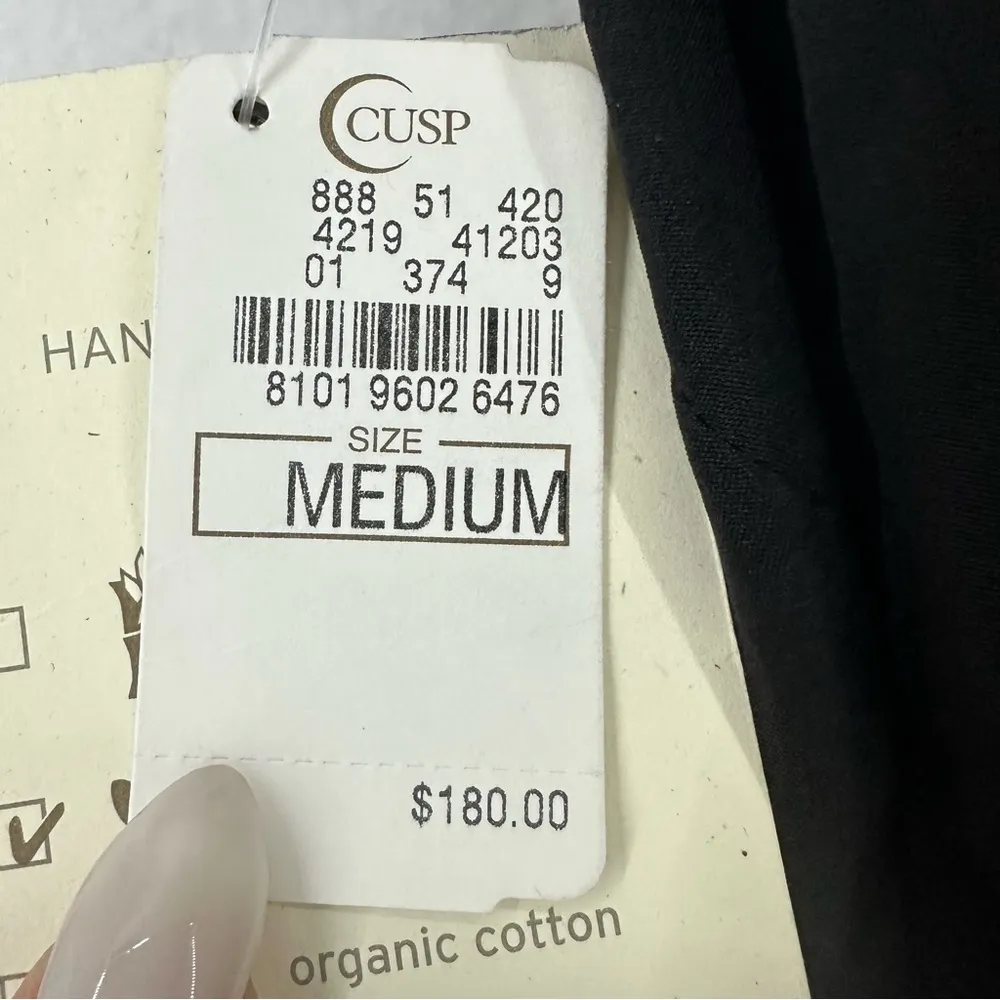 CUSP
888 51 420
4219 41203
01 374 9
8101 9602 6476
SIZE
MEDIUM
$180.00
HAN
organic cotton